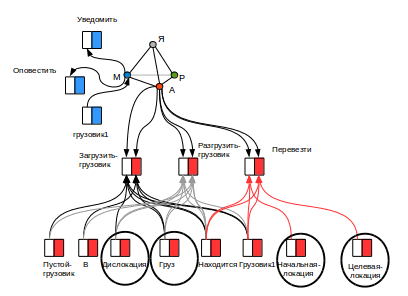 Уведомить
Я
Оповестить
М
Р
А
грузовик1
Загрузить-
грузовик
Разгрузить-
грузовик
Перевезти
Пустой-
грузовик
В
Дислокация
Груз
Находится
Грузовик1
Начальная-
локация
Целевая-
локация